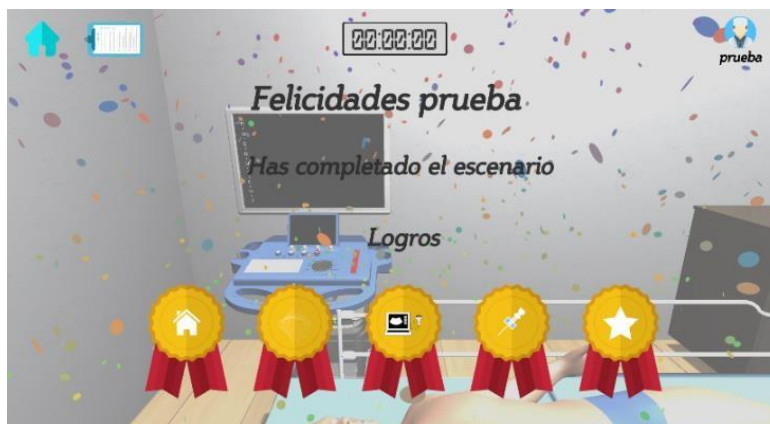 00:00:00
prueba
Felicidades prueba
Has completado el escenario
Logros